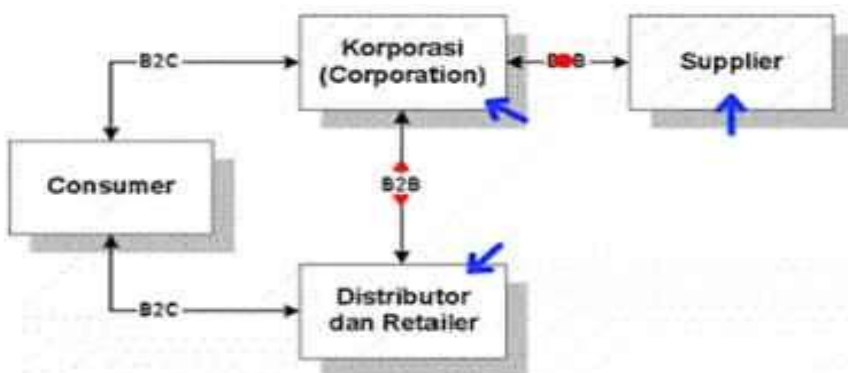 Korporasi
(Corporation)
Supplier
B2C
B B
Consumer
B2B
B2C
Distributor
dan Retailer